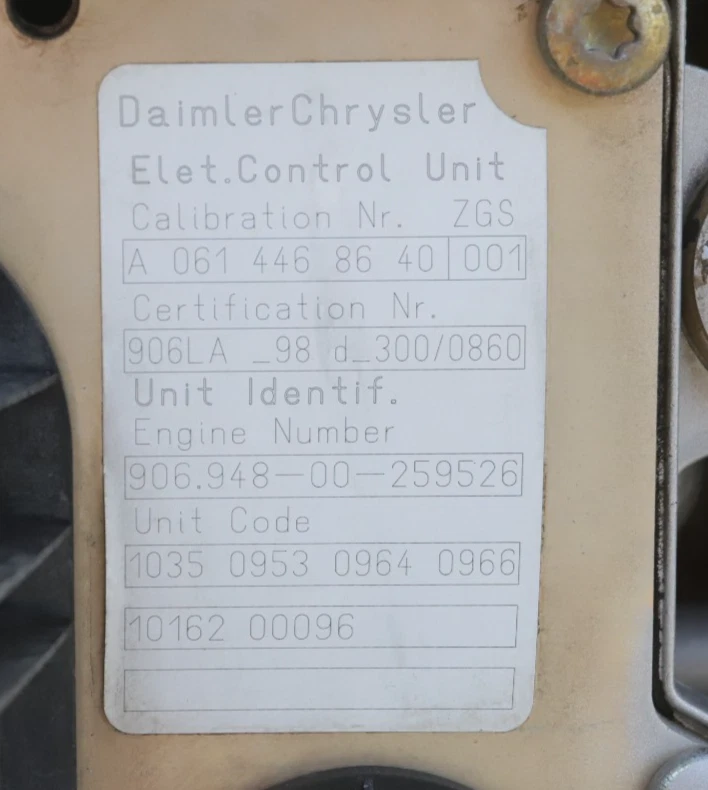 DaimlerChrysler
Elet.Control Unit
Calibration Nr. ZGS
A 061 446 86 40 001
Certification Nr.
906LA _98 d_300/0860
Unit Identif.
Engine Number
906.948-00-259526
Unit Code
1035 0953 0964 0966
10162 00096